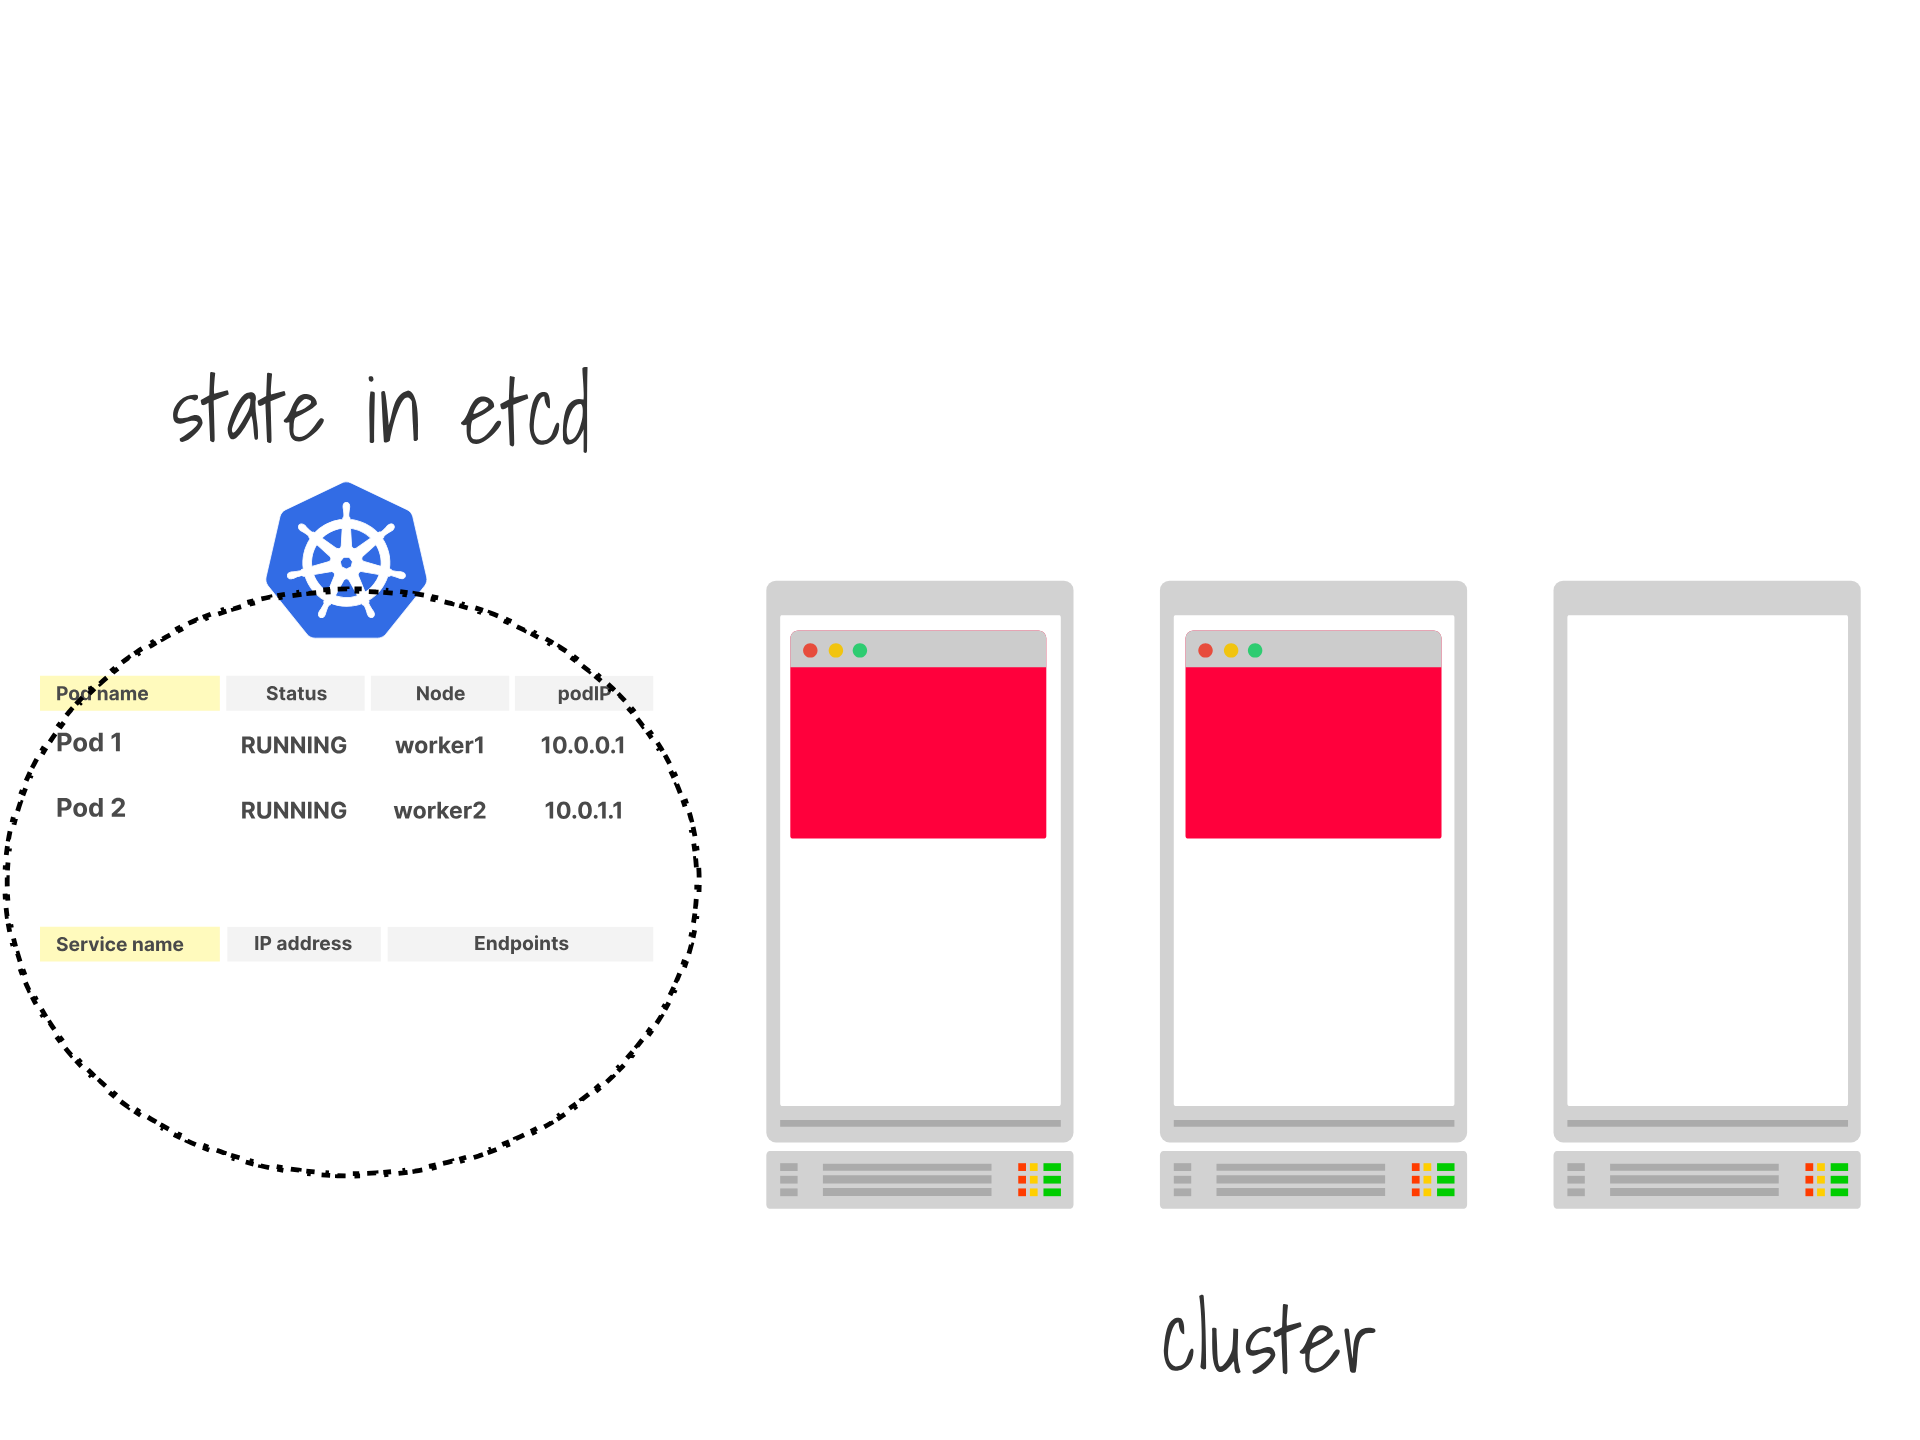 state in etcd
Pod name Status Node podIP
Pod 1 RUNNING worker1 10.0.0.1
Pod 2 RUNNING worker2 10.0.1.1
Service name IP address Endpoints
cluster